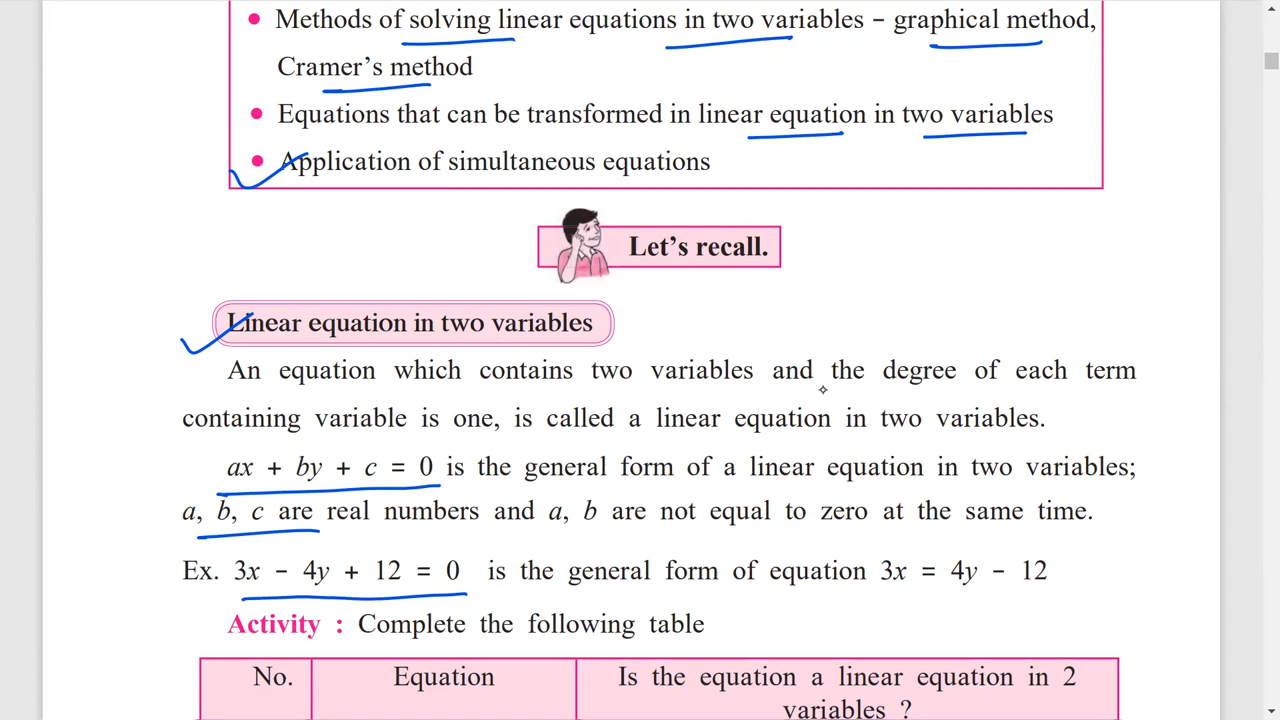 • Methods of solving linear equations in two variables - graphical method,
Cramer's method
• Equations that can be transformed in linear equation in two variables
• Application of simultaneous equations
Let's recall.
Linear equation in two variables
An equation which contains two variables and the degree of each term
containing variable is one, is called a linear equation in two variables.
ax + by + c = 0 is the general form of a linear equation in two variables;
a, b, c are real numbers and a, b are not equal to zero at the same time.
Ex. 3x - 4y + 12 = 0 is the general form of equation 3x = 4y - 12
Activity : Complete the following table
No. Equation Is the equation a linear equation in 2
variables ?